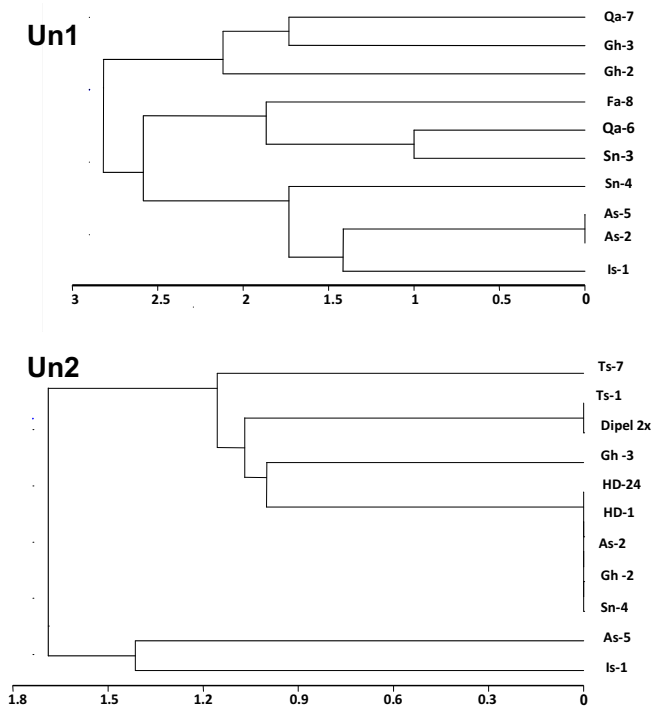 Un1
Qa-7
Gh-3
Gh-2
Fa-8
Qa-6
Sn-3
Sn-4
As-5
As-2
Is-1
3 2.5 2 1.5 1 0.5 0
Un2
Ts-7
Ts-1
Dipel 2x
Gh -3
HD-24
HD-1
As-2
Gh -2
Sn-4
As-5
Is-1
1.8 1.5 1.2 0.9 0.6 0.3 0